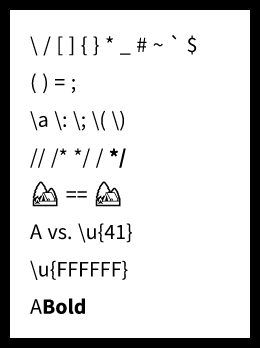 \ / [ ] { } * _ # ~ ` $
( ) = ;
\a \: \; \( \)
// /* */ / */
🏕 == 🏕
A vs. \u{41}
\u{FFFFFF}
ABold